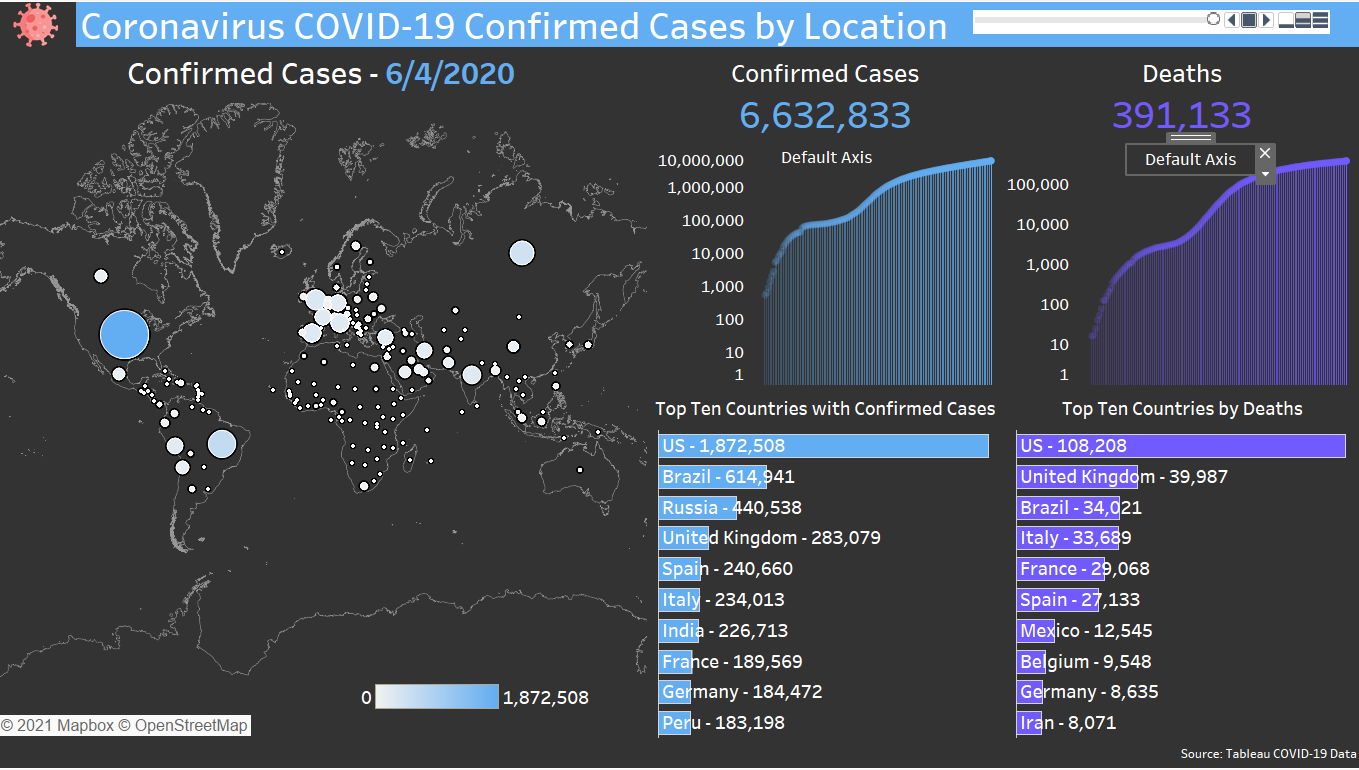 Coronavirus COVID-19 Confirmed Cases by Location
Confirmed Cases - 6/4/2020
Confirmed Cases
6,632,833
Default Axis
10,000,000
1,000,000
100,000
10,000
1,000
100
10
1
Deaths
391,133
Default Axis
100,000
10,000
1,000
100
10
1
Top Ten Countries with Confirmed Cases
US - 1,872,508
Brazil - 614,941
Russia - 440,538
United Kingdom - 283,079
Spain - 240,660
Italy - 234,013
India - 226,713
France - 189,569
Germany - 184,472
Peru - 183,198
Top Ten Countries by Deaths
US - 108,208
United Kingdom - 39,987
Brazil - 34,021
Italy - 33,689
France - 29,068
Spain - 27,133
Mexico - 12,545
Belgium - 9,548
Germany - 8,635
Iran - 8,071
0 1,872,508
© 2021 Mapbox © OpenStreetMap
Source: Tableau COVID-19 Data